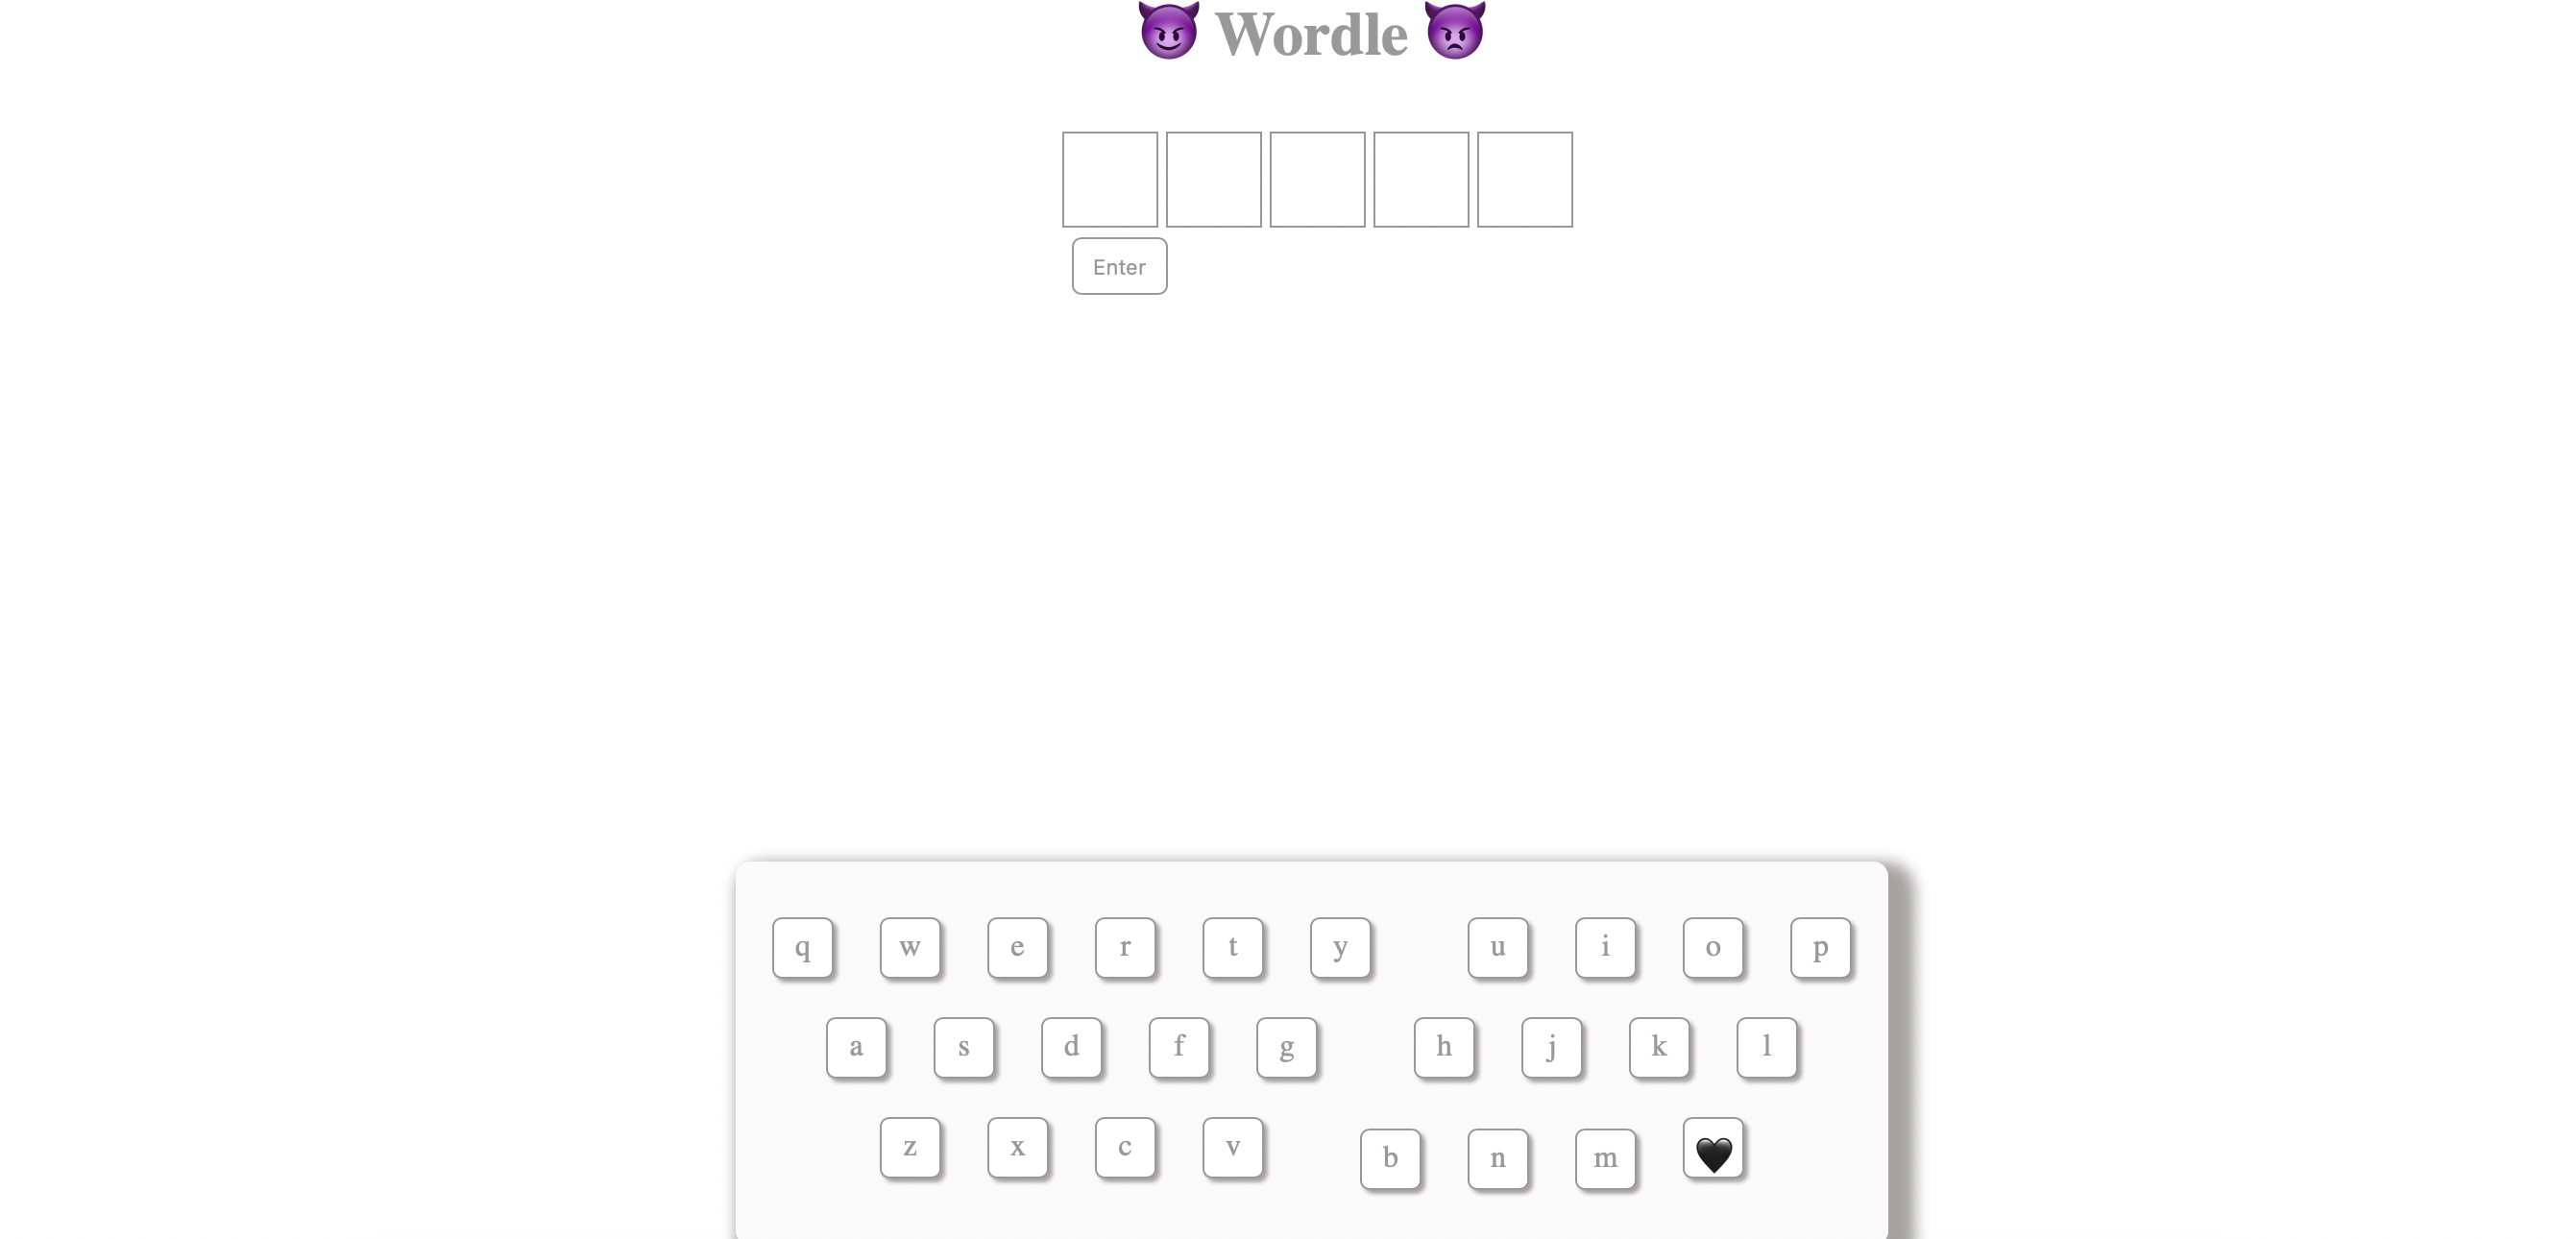 😈 Wordle 👿
Enter
q w e r t y u i o p
a s d f g h j k l
z x c v b n m 🖤